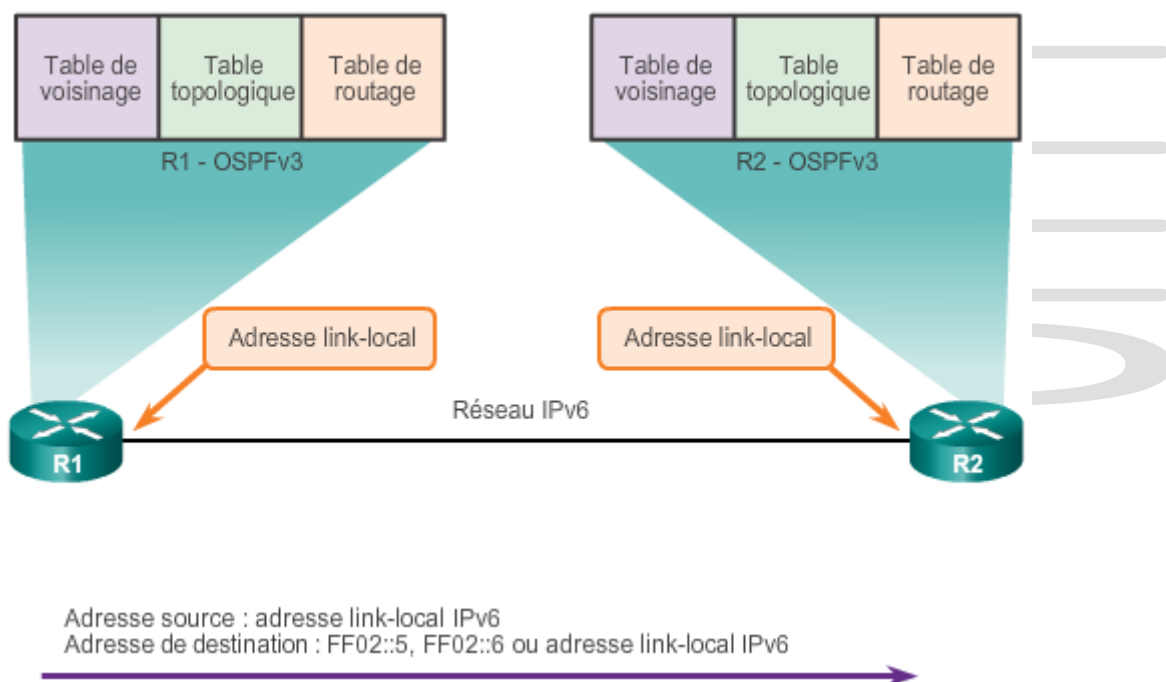 Table de voisinage
Table topologique
Table de routage
R1 - OSPFv3
Table de voisinage
Table topologique
Table de routage
R2 - OSPFv3
Adresse link-local
Adresse link-local
Réseau IPv6
R1
R2
Adresse source : adresse link-local IPv6
Adresse de destination : FF02::5, FF02::6 ou adresse link-local IPv6